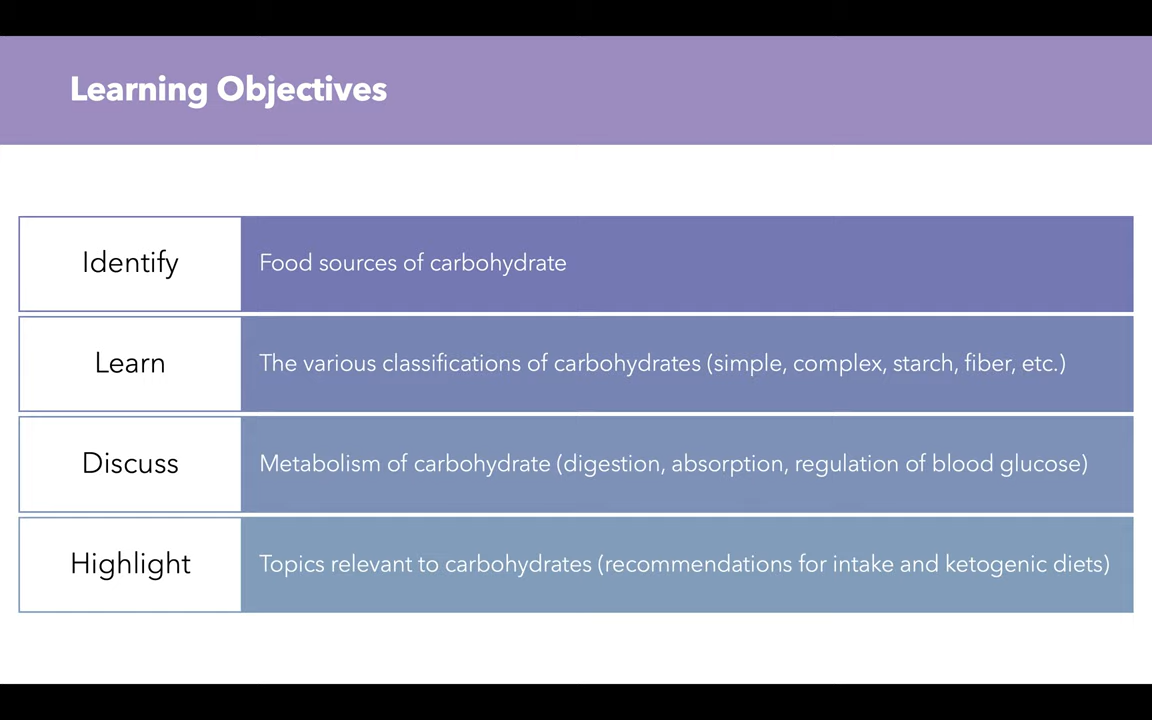 Learning Objectives
Identify
Food sources of carbohydrate
Learn
The various classifications of carbohydrates (simple, complex, starch, fiber, etc.)
Discuss
Metabolism of carbohydrate (digestion, absorption, regulation of blood glucose)
Highlight
Topics relevant to carbohydrates (recommendations for intake and ketogenic diets)